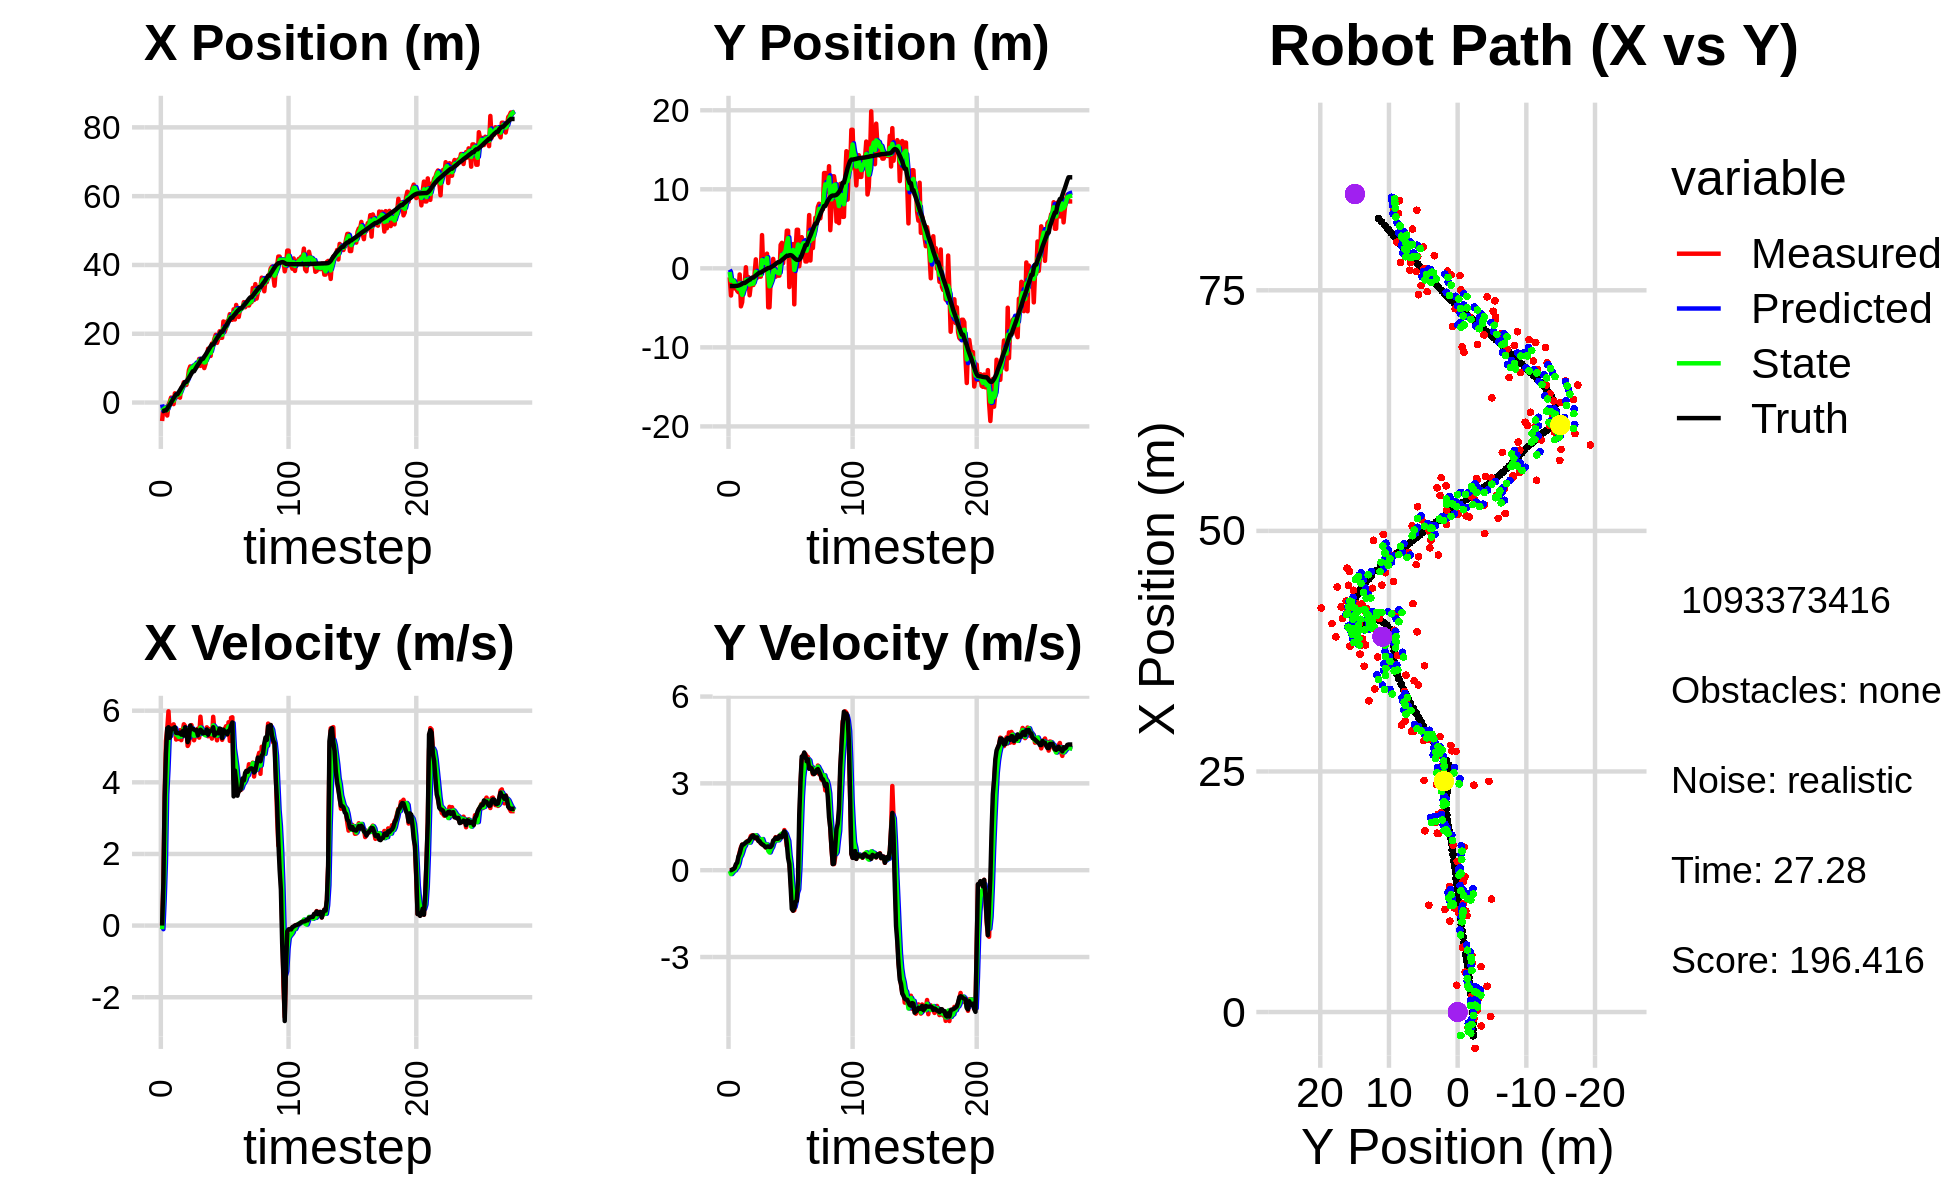 X Position (m)
80
60
40
20
0
0
100
200
timestep
Y Position (m)
20
10
0
-10
-20
0
100
200
timestep
X Velocity (m/s)
6
4
2
0
-2
0
100
200
timestep
Y Velocity (m/s)
6
3
0
-3
0
100
200
timestep
Robot Path (X vs Y)
X Position (m)
75
50
25
0
20 10 0 -10 -20
Y Position (m)
variable
Measured
Predicted
State
Truth
1093373416
Obstacles: none
Noise: realistic
Time: 27.28
Score: 196.416